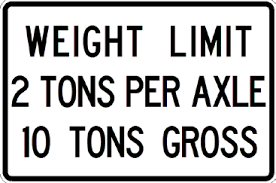 WEIGHT LIMIT
2 TONS PER AXLE
10 TONS GROSS